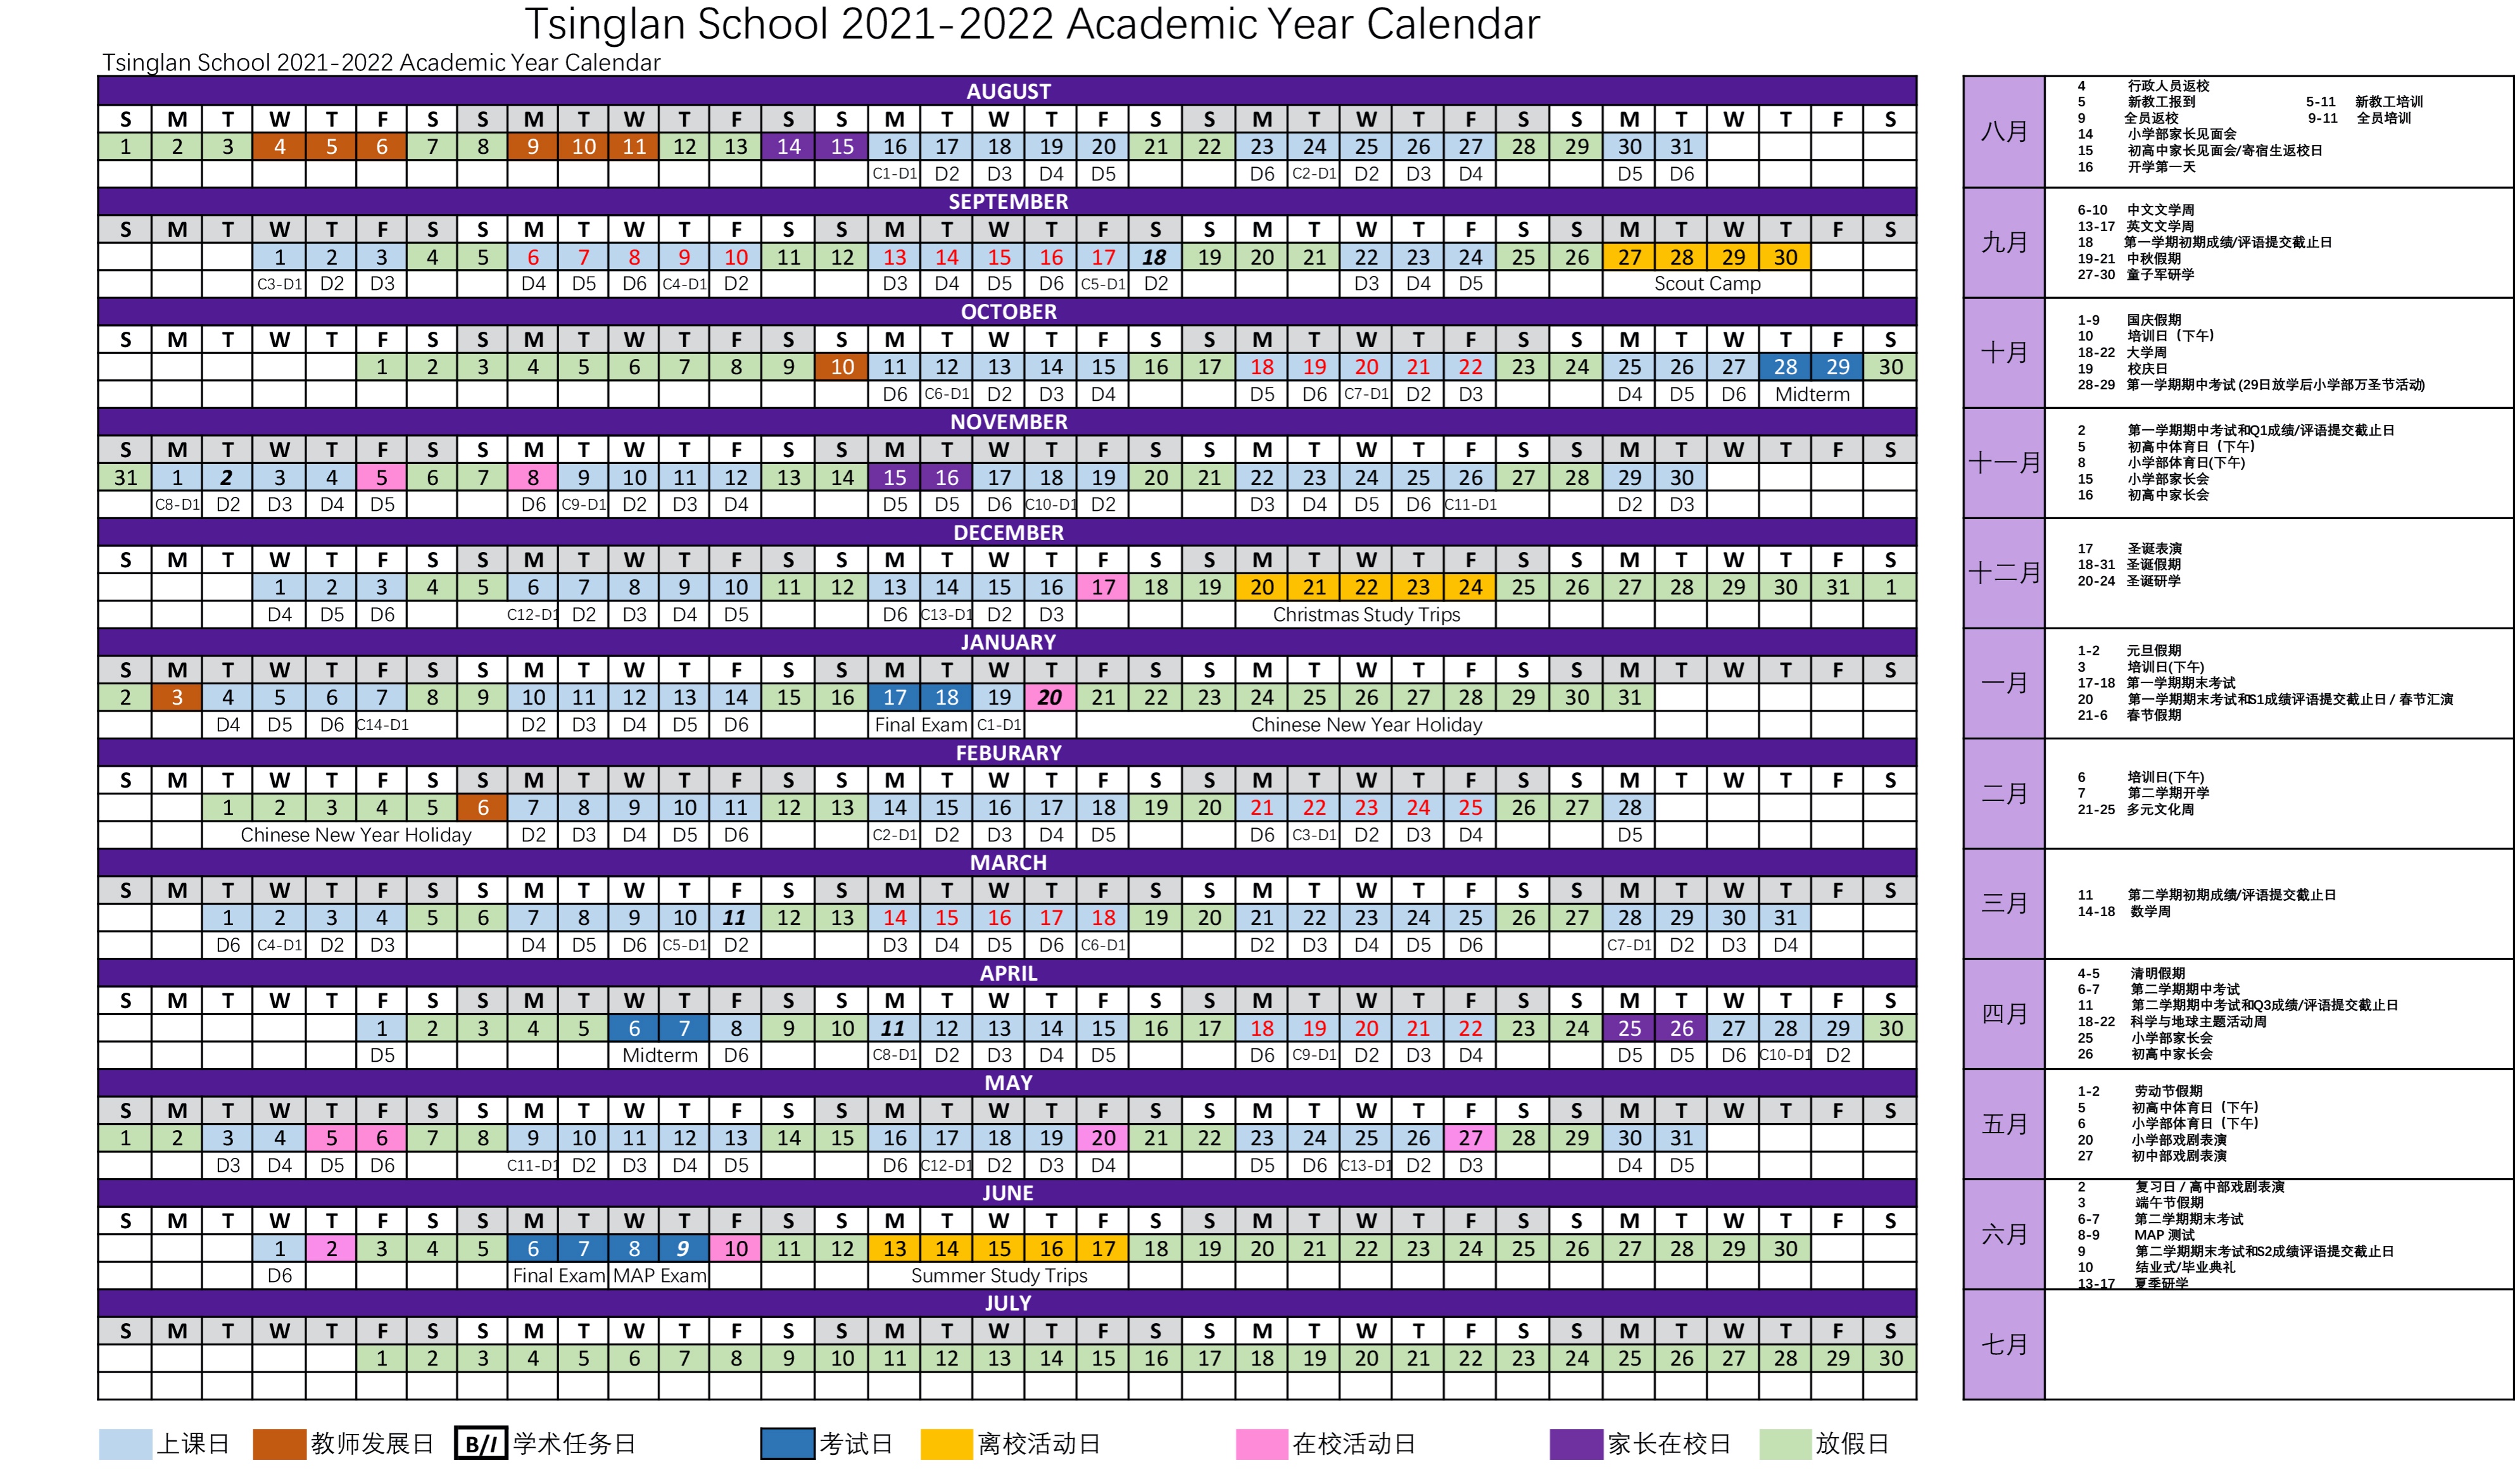 Tsinglan School 2021-2022 Academic Year Calendar
Tsinglan School 2021-2022 Academic Year Calendar
AUGUST
S M T W T F S S M T W T F S S M T W T F S S M T W T F S S M T W T F S
1 2 3 4 5 6 7 8 9 10 11 12 13 14 15 16 17 18 19 20 21 22 23 24 25 26 27 28 29 30 31
C1-D1 D2 D3 D4 D5 D6 C2-D1 D2 D3 D4 D5 D6
SEPTEMBER
S M T W T F S S M T W T F S S M T W T F S S M T W T F S S M T W T F S
1 2 3 4 5 6 7 8 9 10 11 12 13 14 15 16 17 18 19 20 21 22 23 24 25 26 27 28 29 30
C3-D1 D2 D3 D4 D5 D6 C4-D1 D2 D3 D4 D5 D6 C5-D1 D2 D3 D4 D5 Scout Camp
OCTOBER
S M T W T F S S M T W T F S S M T W T F S S M T W T F S S M T W T F S
1 2 3 4 5 6 7 8 9 10 11 12 13 14 15 16 17 18 19 20 21 22 23 24 25 26 27 28 29 30
D6 C6-D1 D2 D3 D4 D5 D6 C7-D1 D2 D3 D4 D5 D6 Midterm
NOVEMBER
S M T W T F S S M T W T F S S M T W T F S S M T W T F S S M T W T F S
31 1 2 3 4 5 6 7 8 9 10 11 12 13 14 15 16 17 18 19 20 21 22 23 24 25 26 27 28 29 30
C8-D1 D2 D3 D4 D5 D6 C9-D1 D2 D3 D4 D5 D5 D6 C10-D1 D2 D3 D4 D5 D6 C11-D1 D2 D3
DECEMBER
S M T W T F S S M T W T F S S M T W T F S S M T W T F S S M T W T F S
1 2 3 4 5 6 7 8 9 10 11 12 13 14 15 16 17 18 19 20 21 22 23 24 25 26 27 28 29 30 31 1
D4 D5 D6 C12-D1 D2 D3 D4 D5 D6 C13-D1 D2 D3 Christmas Study Trips
JANUARY
S M T W T F S S M T W T F S S M T W T F S S M T W T F S S M T W T F S
2 3 4 5 6 7 8 9 10 11 12 13 14 15 16 17 18 19 20 21 22 23 24 25 26 27 28 29 30 31
D4 D5 D6 C14-D1 D2 D3 D4 D5 D6 Final Exam C1-D1 Chinese New Year Holiday
FEBURARY
S M T W T F S S M T W T F S S M T W T F S S M T W T F S S M T W T F S
1 2 3 4 5 6 7 8 9 10 11 12 13 14 15 16 17 18 19 20 21 22 23 24 25 26 27 28
Chinese New Year Holiday D2 D3 D4 D5 D6 C2-D1 D2 D3 D4 D5 D6 C3-D1 D2 D3 D4 D5
MARCH
S M T W T F S S M T W T F S S M T W T F S S M T W T F S S M T W T F S
1 2 3 4 5 6 7 8 9 10 11 12 13 14 15 16 17 18 19 20 21 22 23 24 25 26 27 28 29 30 31
D6 C4-D1 D2 D3 D4 D5 D6 C5-D1 D2 D3 D4 D5 D6 C6-D1 D2 D3 D4 D5 D6 C7-D1 D2 D3 D4
APRIL
S M T W T F S S M T W T F S S M T W T F S S M T W T F S S M T W T F S
1 2 3 4 5 6 7 8 9 10 11 12 13 14 15 16 17 18 19 20 21 22 23 24 25 26 27 28 29 30
D5 Midterm D6 C8-D1 D2 D3 D4 D5 D6 C9-D1 D2 D3 D4 D5 D5 D6 C10-D1 D2
MAY
S M T W T F S S M T W T F S S M T W T F S S M T W T F S S M T W T F S
1 2 3 4 5 6 7 8 9 10 11 12 13 14 15 16 17 18 19 20 21 22 23 24 25 26 27 28 29 30 31
D3 D4 D5 D6 C11-D1 D2 D3 D4 D5 D6 C12-D1 D2 D3 D4 D5 D6 C13-D1 D2 D3 D4 D5
JUNE
S M T W T F S S M T W T F S S M T W T F S S M T W T F S S M T W T F S
1 2 3 4 5 6 7 8 9 10 11 12 13 14 15 16 17 18 19 20 21 22 23 24 25 26 27 28 29 30
D6 Final Exam MAP Exam Summer Study Trips
JULY
S M T W T F S S M T W T F S S M T W T F S S M T W T F S S M T W T F S
1 2 3 4 5 6 7 8 9 10 11 12 13 14 15 16 17 18 19 20 21 22 23 24 25 26 27 28 29 30
八月
4 行政人员返校
5 新教工报到 5-11 新教工培训
9 全员返校 9-11 全员培训
14 小学部家长见面会
15 初高中家长见面会/寄宿生返校日
16 开学第一天
九月
6-10 中文文学周
13-17 英文文学周
18 第一学期初期成绩/评语提交截止日
19-21 中秋假期
27-30 童子军研学
十月
1-9 国庆假期
10 培训日（下午）
18-22 大学周
19 校庆日
28-29 第一学期期中考试 (29日放学后小学部万圣节活动)
十一月
2 第一学期期中考试和Q1成绩/评语提交截止日
5 初高中体育日（下午）
8 小学部体育日(下午)
15 小学部家长会
16 初高中家长会
十二月
17 圣诞表演
18-31 圣诞假期
20-24 圣诞研学
一月
1-2 元旦假期
3 培训日(下午)
17-18 第一学期期末考试
20 第一学期期末考试和S1成绩评语提交截止日 / 春节汇演
21-6 春节假期
二月
6 培训日(下午)
7 第二学期开学
21-25 多元文化周
三月
11 第二学期初期成绩/评语提交截止日
14-18 数学周
四月
4-5 清明假期
6-7 第二学期期中考试
11 第二学期期中考试和Q3成绩/评语提交截止日
18-22 科学与地球主题活动周
25 小学部家长会
26 初高中家长会
五月
1-2 劳动节假期
5 初高中体育日（下午）
6 小学部体育日（下午）
20 小学部戏剧表演
27 初中部戏剧表演
六月
2 复习日 / 高中部戏剧表演
3 端午节假期
6-7 第二学期期末考试
8-9 MAP 测试
9 第二学期期末考试和S2成绩评语提交截止日
10 结业式/毕业典礼
13-17 夏季研学
七月
上课日 教师发展日 B/I 学术任务日 考试日 离校活动日 在校活动日 家长在校日 放假日